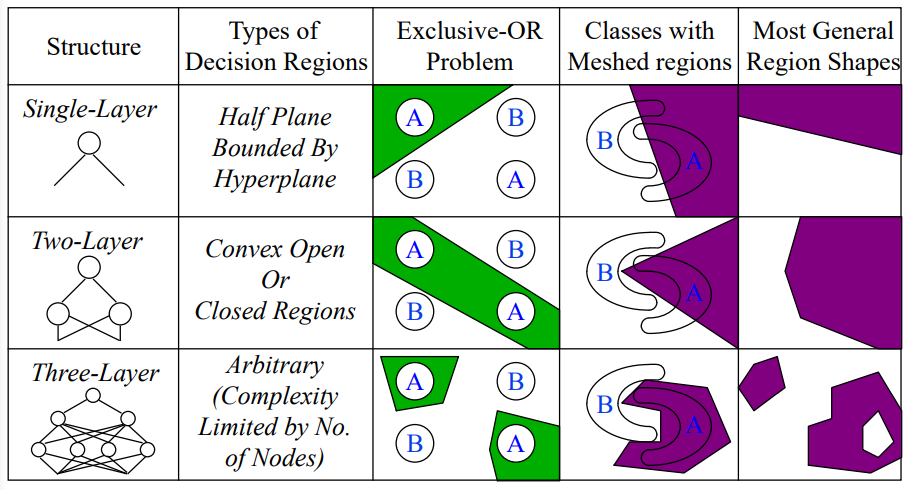 Structure
Types of
Decision Regions
Exclusive-OR
Problem
Classes with
Meshed regions
Most General
Region Shapes
Single-Layer
Half Plane
Bounded By
Hyperplane
A
B
B
A
B
A
Two-Layer
Convex Open
Or
Closed Regions
A
B
B
A
B
A
Three-Layer
Arbitrary
(Complexity
Limited by No.
of Nodes)
A
B
B
A
B
A